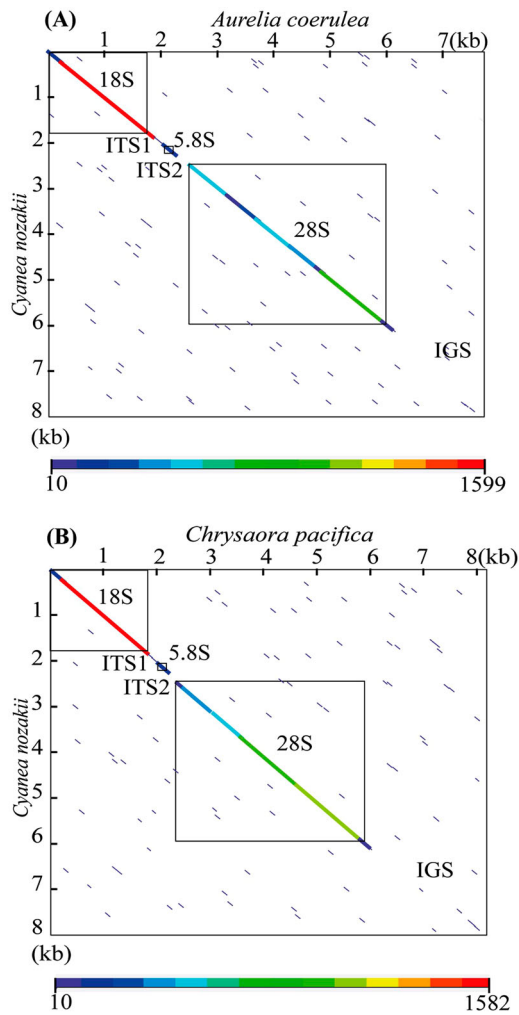 (A) Aurelia coerulea
1 2 3 4 5 6 7 (kb)
18S
1
ITS1 5.8S
2
ITS2
3
28S
4
Cyanea nozakii
5
6
IGS
7
8
(kb)
10 1599
(B) Chrysaora pacifica
1 2 3 4 5 6 7 8(kb)
18S
1
ITS1 5.8S
2
ITS2
3
28S
4
Cyanea nozakii
5
6
IGS
7
8
(kb)
10 1582